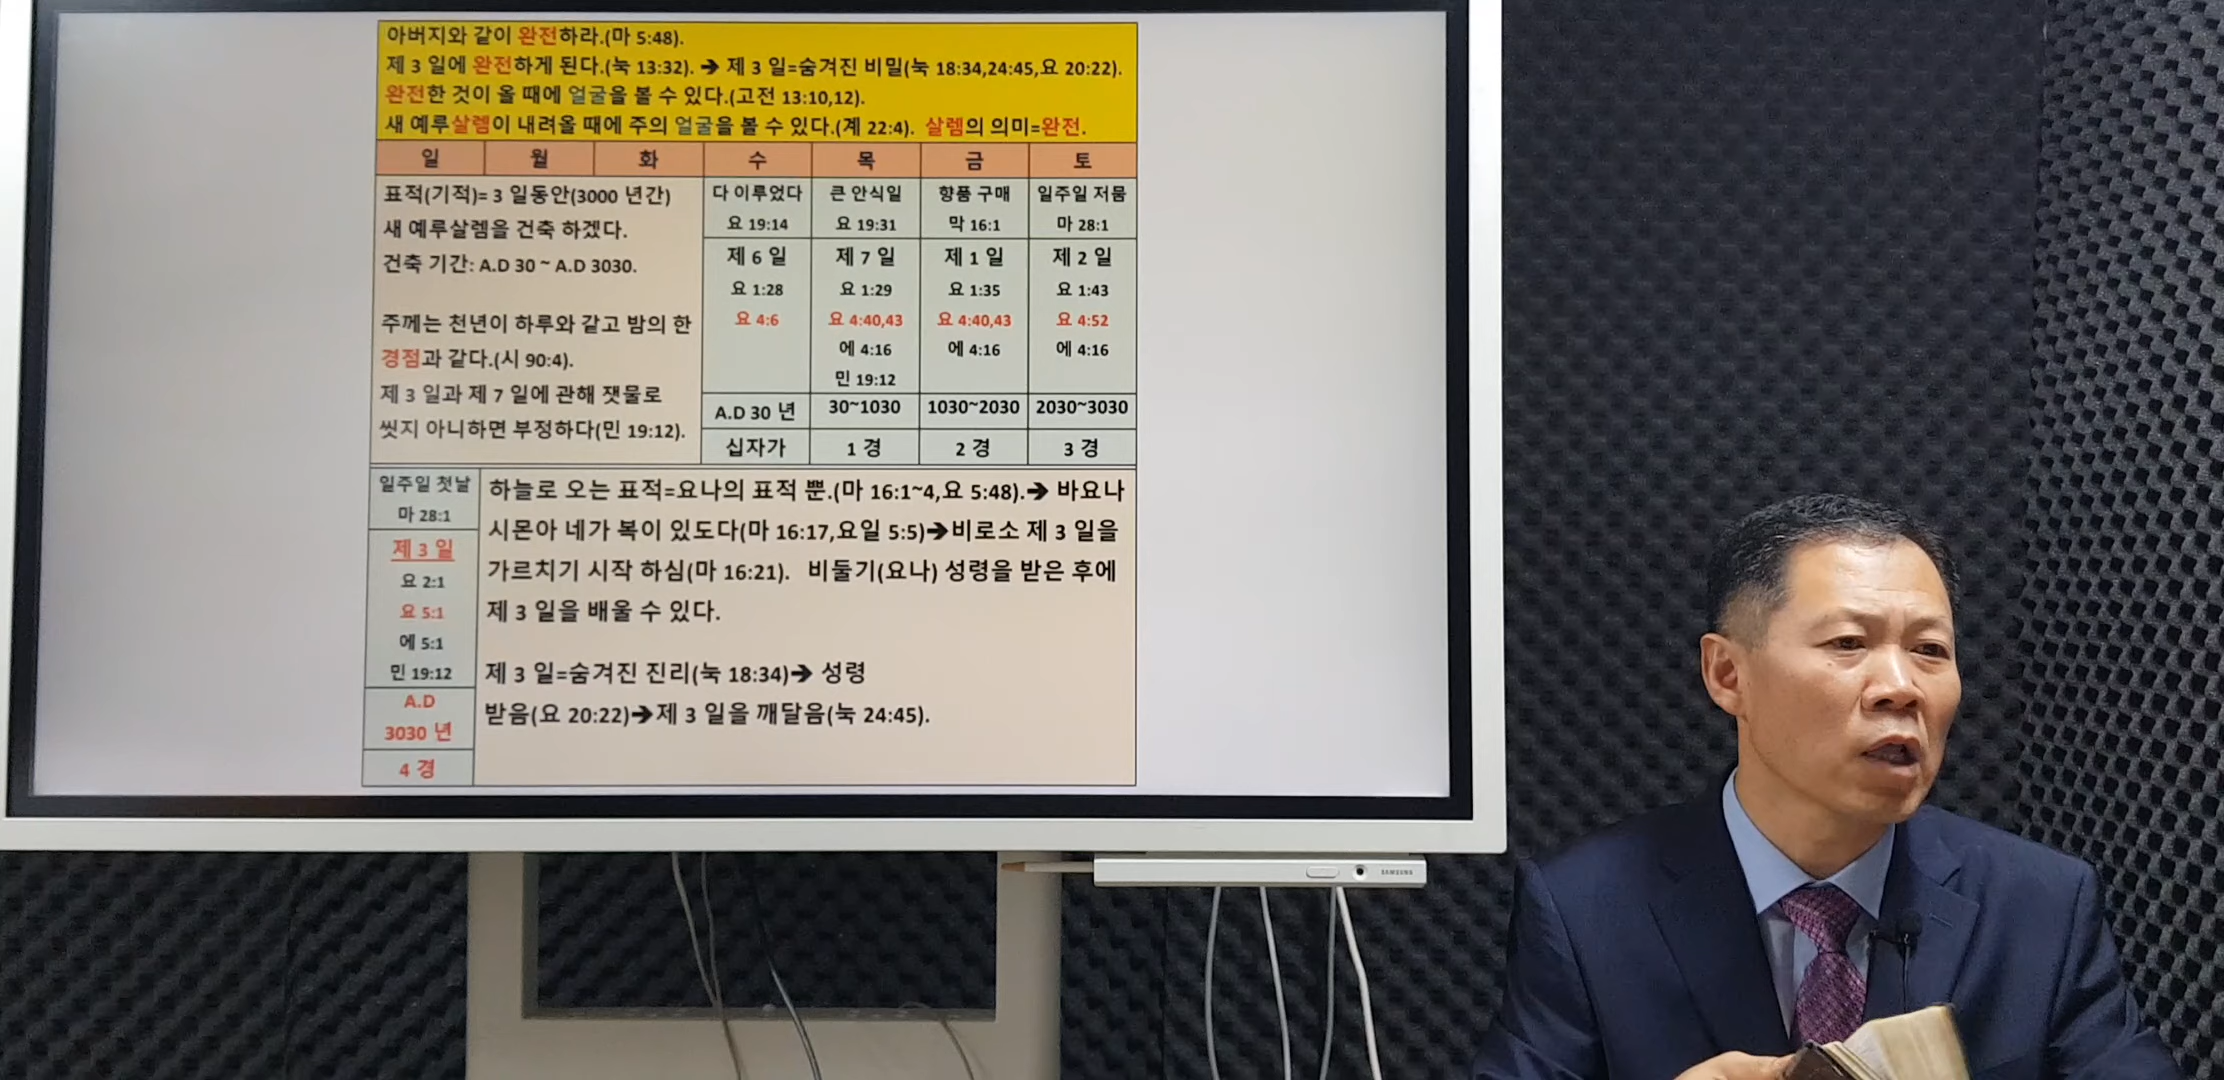 아버지와 같이 완전하라.(마 5:48).
제 3 일에 완전하게 된다.(눅 13:32). ➔ 제 3 일=숨겨진 비밀(눅 18:34,24:45,요 20:22).
완전한 것이 올 때에 얼굴을 볼 수 있다.(고전 13:10,12).
새 예루살렘이 내려올 때에 주의 얼굴을 볼 수 있다.(계 22:4). 살렘의 의미=완전.
일 월 화 수 목 금 토
표적(기적)= 3 일동안(3000 년간)
새 예루살렘을 건축 하겠다.
건축 기간: A.D 30 ~ A.D 3030.
주께는 천년이 하루와 같고 밤의 한
경점과 같다.(시 90:4).
제 3 일과 제 7 일에 관해 잿물로
씻지 아니하면 부정하다(민 19:12).
다 이루었다 큰 안식일 향품 구매 일주일 저뭄
요 19:14 요 19:31 막 16:1 마 28:1
제 6 일 제 7 일 제 1 일 제 2 일
요 1:28 요 1:29 요 1:35 요 1:43
요 4:6 요 4:40,43 요 4:40,43 요 4:52
에 4:16 에 4:16 에 4:16
민 19:12
A.D 30 년 30~1030 1030~2030 2030~3030
십자가 1 경 2 경 3 경
일주일 첫날
마 28:1
제 3 일
요 2:1
요 5:1
에 5:1
민 19:12
A.D
3030 년
4 경
하늘로 오는 표적=요나의 표적 뿐.(마 16:1~4,요 5:48).➔ 바요나
시몬아 네가 복이 있도다(마 16:17,요일 5:5)➔비로소 제 3 일을
가르치기 시작 하심(마 16:21). 비둘기(요나) 성령을 받은 후에
제 3 일을 배울 수 있다.
제 3 일=숨겨진 진리(눅 18:34)➔ 성령
받음(요 20:22)➔제 3 일을 깨달음(눅 24:45).
SAMSUNG